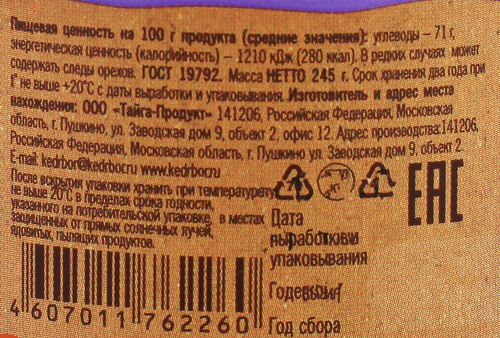 Пищевая ценность на 100 г продукта (средние значения): углеводы – 71 г,
энергетическая ценность (калорийность) – 1210 кДж (280 ккал). В редких случаях может
содержать следы орехов. ГОСТ 19792. Масса НЕТТО 245 г. Срок хранения два года при
t° не выше +20°С с даты выработки и упаковывания. Изготовитель и адрес места
нахождения: ООО «Тайга-Продукт» 141206, Российская Федерация, Московская
область, г. Пушкино, ул. Заводская дом 9, объект 2, офис 12. Адрес производства: 141206,
Российская Федерация, Московская область, г. Пушкино ул. Заводская дом 9, объект 2.
E-mail: kedrbor@kedrbor.ru www.kedrbor.ru
После вскрытия упаковки хранить при температуре
не выше 20°С в пределах срока годности,
указанного на потребительской упаковке, в местах
защищенных от прямых солнечных лучей,
ядовитых, пылящих продуктов.
EAC
Дата
выработки и
упаковывания
Год
Год сбора
4 607011 762260